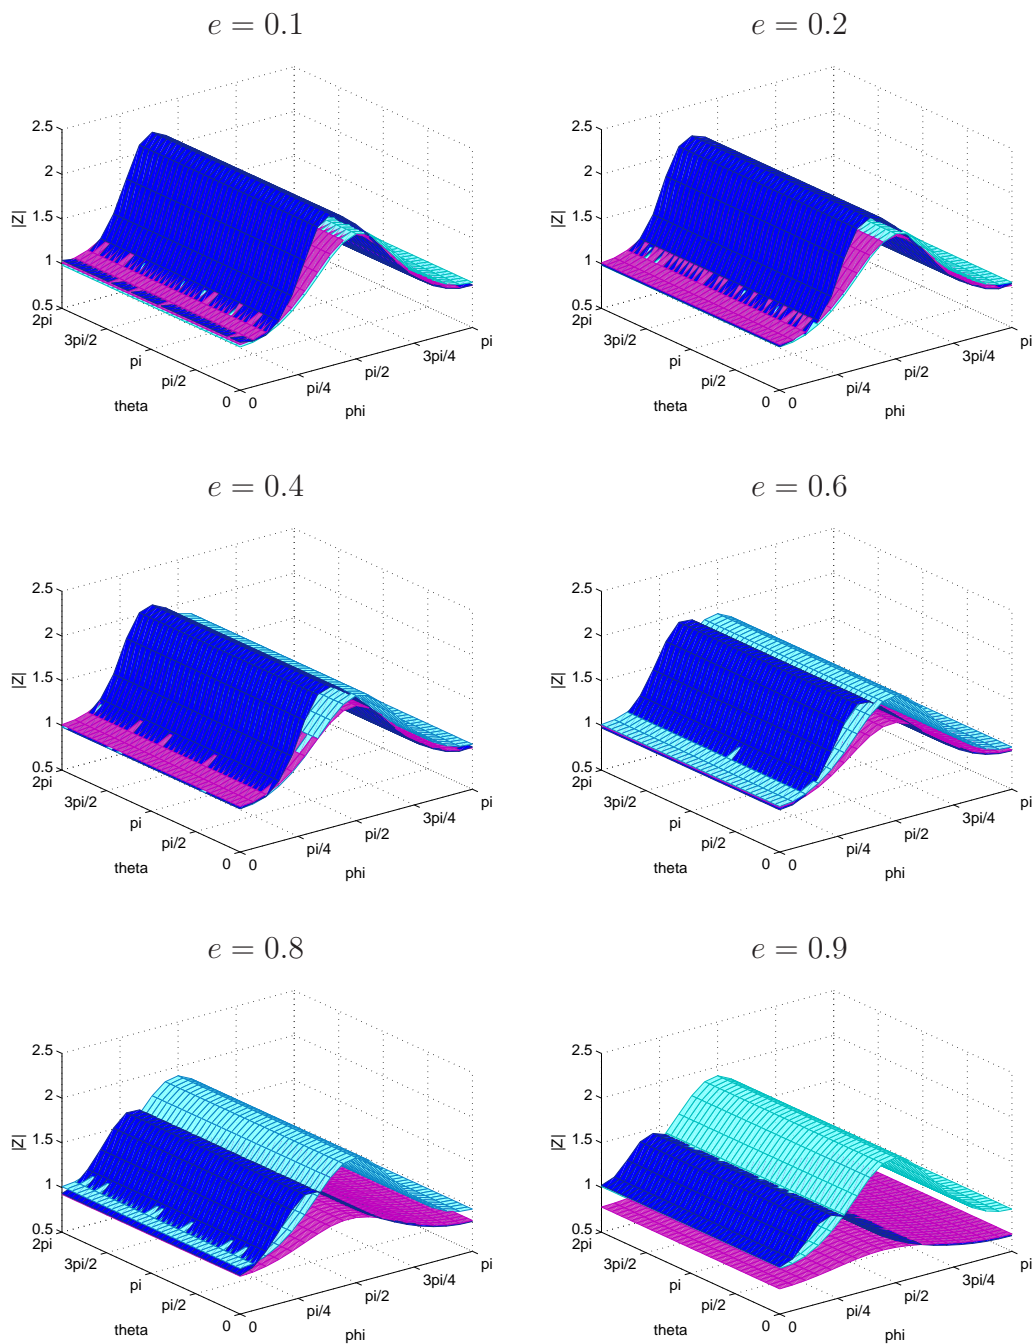 e = 0.1
|Z|
2.5
2
1.5
1
0.5
2pi
3pi/2
pi
pi/2
0
theta
0
pi/4
pi/2
3pi/4
pi
phi
e = 0.2
|Z|
2.5
2
1.5
1
0.5
2pi
3pi/2
pi
pi/2
0
theta
0
pi/4
pi/2
3pi/4
pi
phi
e = 0.4
|Z|
2.5
2
1.5
1
0.5
2pi
3pi/2
pi
pi/2
0
theta
0
pi/4
pi/2
3pi/4
pi
phi
e = 0.6
|Z|
2.5
2
1.5
1
0.5
2pi
3pi/2
pi
pi/2
0
theta
0
pi/4
pi/2
3pi/4
pi
phi
e = 0.8
|Z|
2.5
2
1.5
1
0.5
2pi
3pi/2
pi
pi/2
0
theta
0
pi/4
pi/2
3pi/4
pi
phi
e = 0.9
|Z|
2.5
2
1.5
1
0.5
2pi
3pi/2
pi
pi/2
0
theta
0
pi/4
pi/2
3pi/4
pi
phi